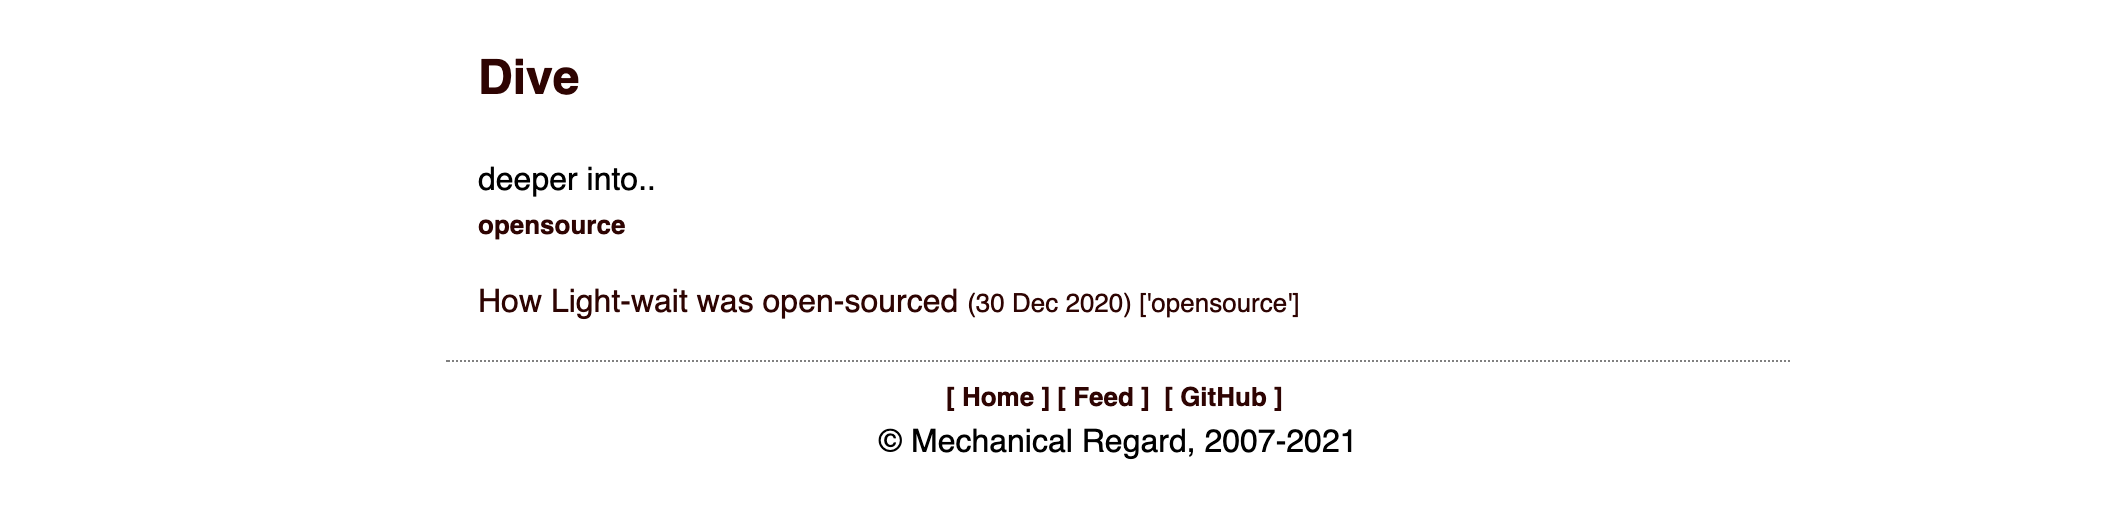 Dive
deeper into..
opensource
How Light-wait was open-sourced (30 Dec 2020) ['opensource']
[ Home ] [ Feed ] [ GitHub ]
© Mechanical Regard, 2007-2021